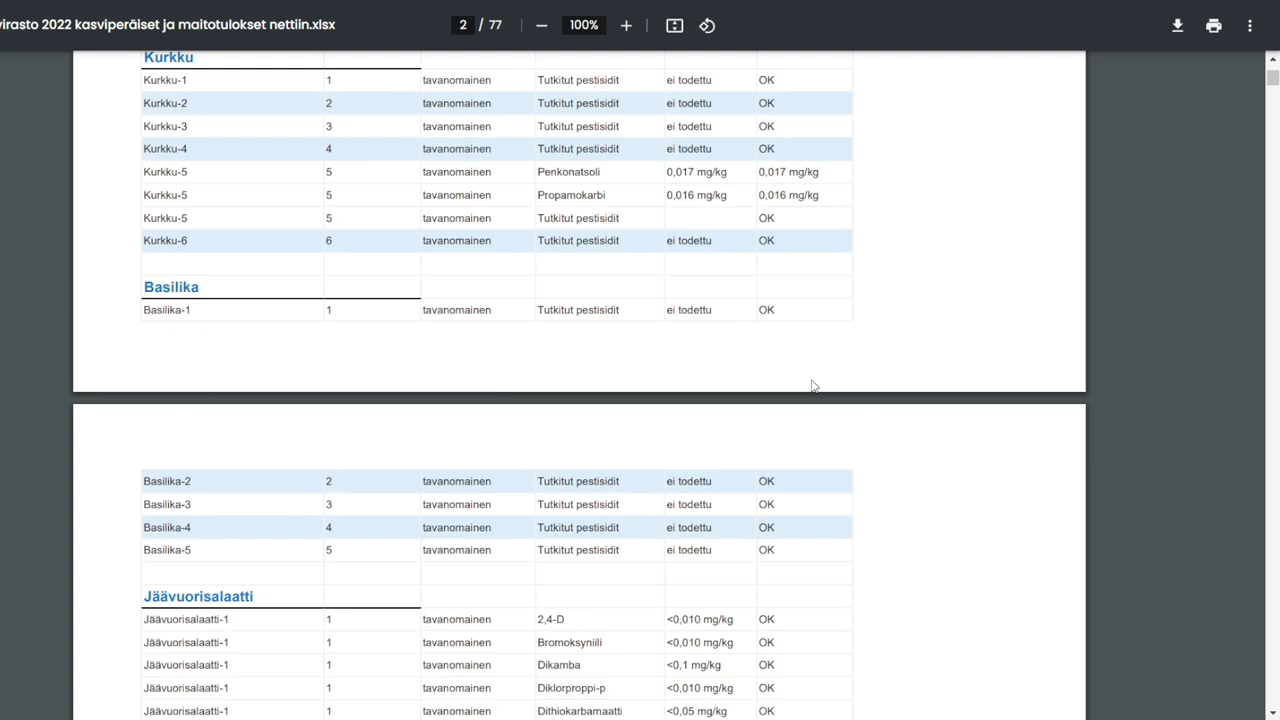 virasto 2022 kasviperäiset ja maitotulokset nettiin.xlsx 2 / 77 — 100% +
Kurkku
Kurkku-1 1 tavanomainen Tutkitut pestisidit ei todettu OK
Kurkku-2 2 tavanomainen Tutkitut pestisidit ei todettu OK
Kurkku-3 3 tavanomainen Tutkitut pestisidit ei todettu OK
Kurkku-4 4 tavanomainen Tutkitut pestisidit ei todettu OK
Kurkku-5 5 tavanomainen Penkonatsoli 0,017 mg/kg 0,017 mg/kg
Kurkku-5 5 tavanomainen Propamokarbi 0,016 mg/kg 0,016 mg/kg
Kurkku-5 5 tavanomainen Tutkitut pestisidit OK
Kurkku-6 6 tavanomainen Tutkitut pestisidit ei todettu OK
Basilika
Basilika-1 1 tavanomainen Tutkitut pestisidit ei todettu OK
Basilika-2 2 tavanomainen Tutkitut pestisidit ei todettu OK
Basilika-3 3 tavanomainen Tutkitut pestisidit ei todettu OK
Basilika-4 4 tavanomainen Tutkitut pestisidit ei todettu OK
Basilika-5 5 tavanomainen Tutkitut pestisidit ei todettu OK
Jäävuorisalaatti
Jäävuorisalaatti-1 1 tavanomainen 2,4-D <0,010 mg/kg OK
Jäävuorisalaatti-1 1 tavanomainen Bromoksyniili <0,010 mg/kg OK
Jäävuorisalaatti-1 1 tavanomainen Dikamba <0,1 mg/kg OK
Jäävuorisalaatti-1 1 tavanomainen Diklorproppi-p <0,010 mg/kg OK
Jäävuorisalaatti-1 1 tavanomainen Dithiokarbamaatti <0,05 mg/kg OK